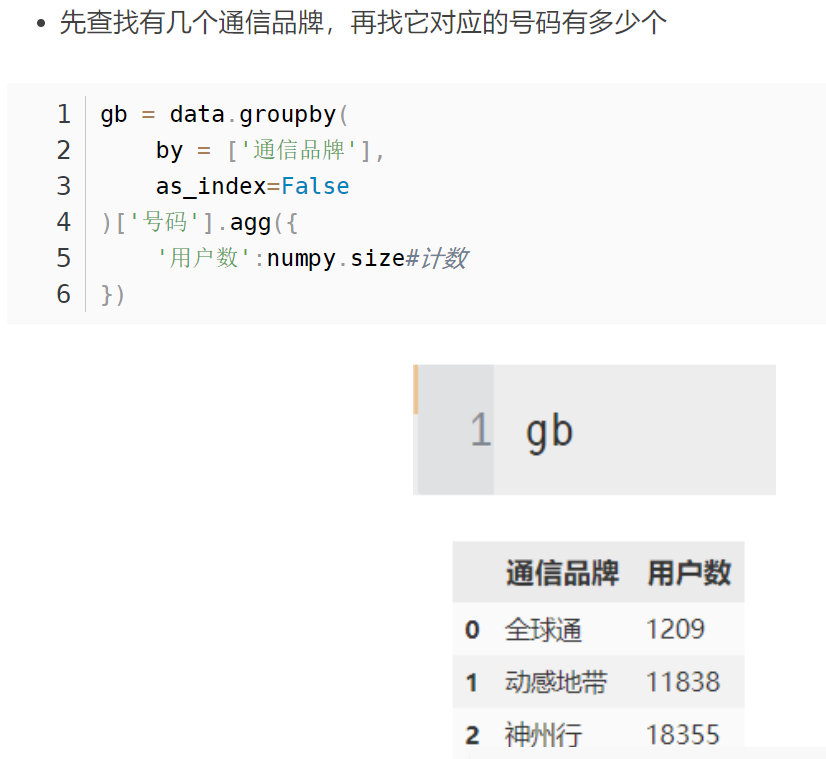 • 先查找有几个通信品牌，再找它对应的号码有多少个
1 gb = data.groupby(
2     by = ['通信品牌'],
3     as_index=False
4 )['号码'].agg({
5     '用户数':numpy.size#计数
6 })
1 gb
通信品牌 用户数
0 全球通 1209
1 动感地带 11838
2 神州行 18355